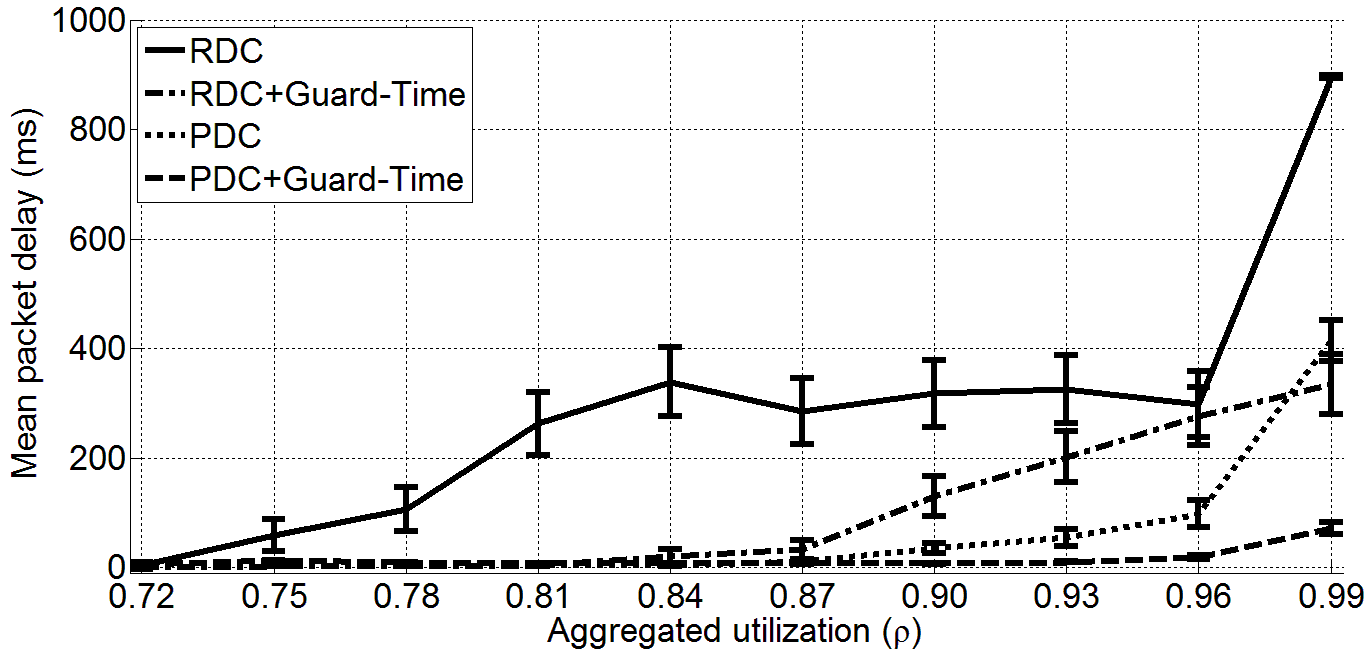 1000
800
600
400
200
0
Mean packet delay (ms)
RDC
RDC+Guard-Time
PDC
PDC+Guard-Time
0.72 0.75 0.78 0.81 0.84 0.87 0.90 0.93 0.96 0.99
Aggregated utilization (ρ)